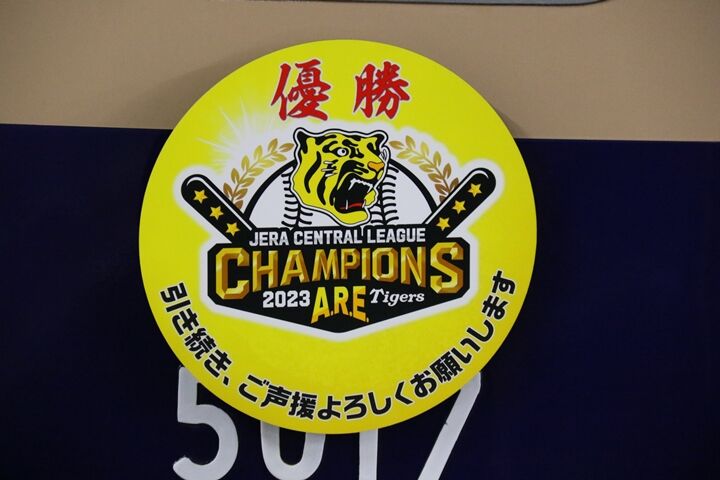 優勝
JERA CENTRAL LEAGUE
CHAMPIONS
2023 A.R.E. Tigers
引き続き、ご声援よろしくお願いします